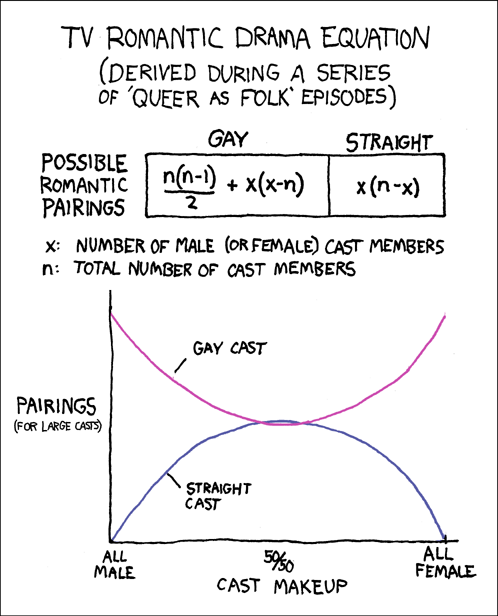 TV ROMANTIC DRAMA EQUATION
(DERIVED DURING A SERIES
OF 'QUEER AS FOLK' EPISODES)
GAY STRAIGHT
POSSIBLE
ROMANTIC
PAIRINGS
n(n-1)/2 + x(x-n)
x(n-x)
x: NUMBER OF MALE (OR FEMALE) CAST MEMBERS
n: TOTAL NUMBER OF CAST MEMBERS
GAY CAST
PAIRINGS
(FOR LARGE CASTS)
STRAIGHT
CAST
ALL
MALE
50/50
ALL
FEMALE
CAST MAKEUP